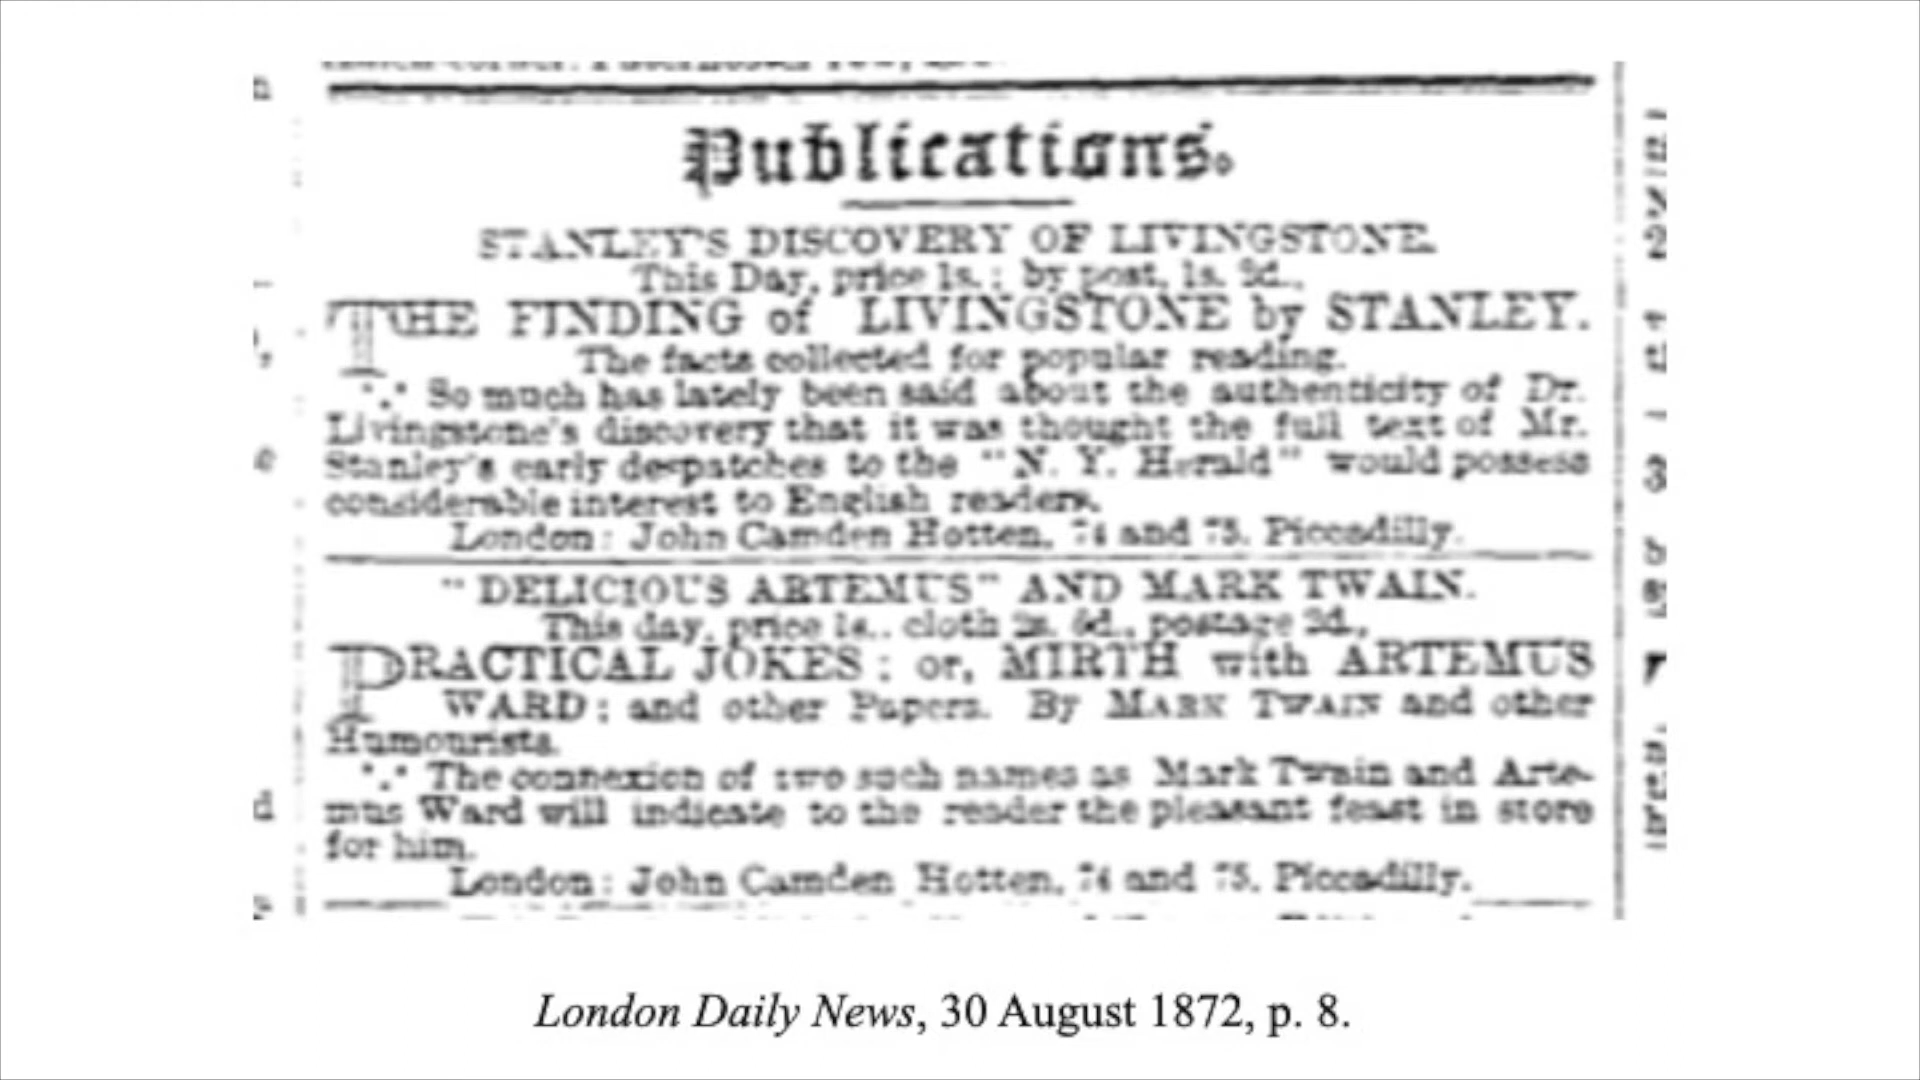 Publications.
STANLEY'S DISCOVERY OF LIVINGSTONE.
This Day, price 1s.; by post, 1s. 2d.,
THE FINDING of LIVINGSTONE by STANLEY.
The facts collected for popular reading.
*.* So much has lately been said about the authenticity of Dr.
Livingstone's discovery that it was thought the full text of Mr.
Stanley's early despatches to the "N. Y. Herald" would possess
considerable interest to English readers.
London: John Camden Hotten, 74 and 75, Piccadilly.
"DELICIOUS ARTEMUS" AND MARK TWAIN.
This day, price 1s., cloth 2s. 6d., postage 2d.,
PRACTICAL JOKES; or, MIRTH with ARTEMUS
WARD; and other Papers. By MARK TWAIN and other
Humourists.
*.* The connexion of two such names as Mark Twain and Arte-
mus Ward will indicate to the reader the pleasant feast in store
for him.
London: John Camden Hotten, 74 and 75, Piccadilly.
London Daily News, 30 August 1872, p. 8.